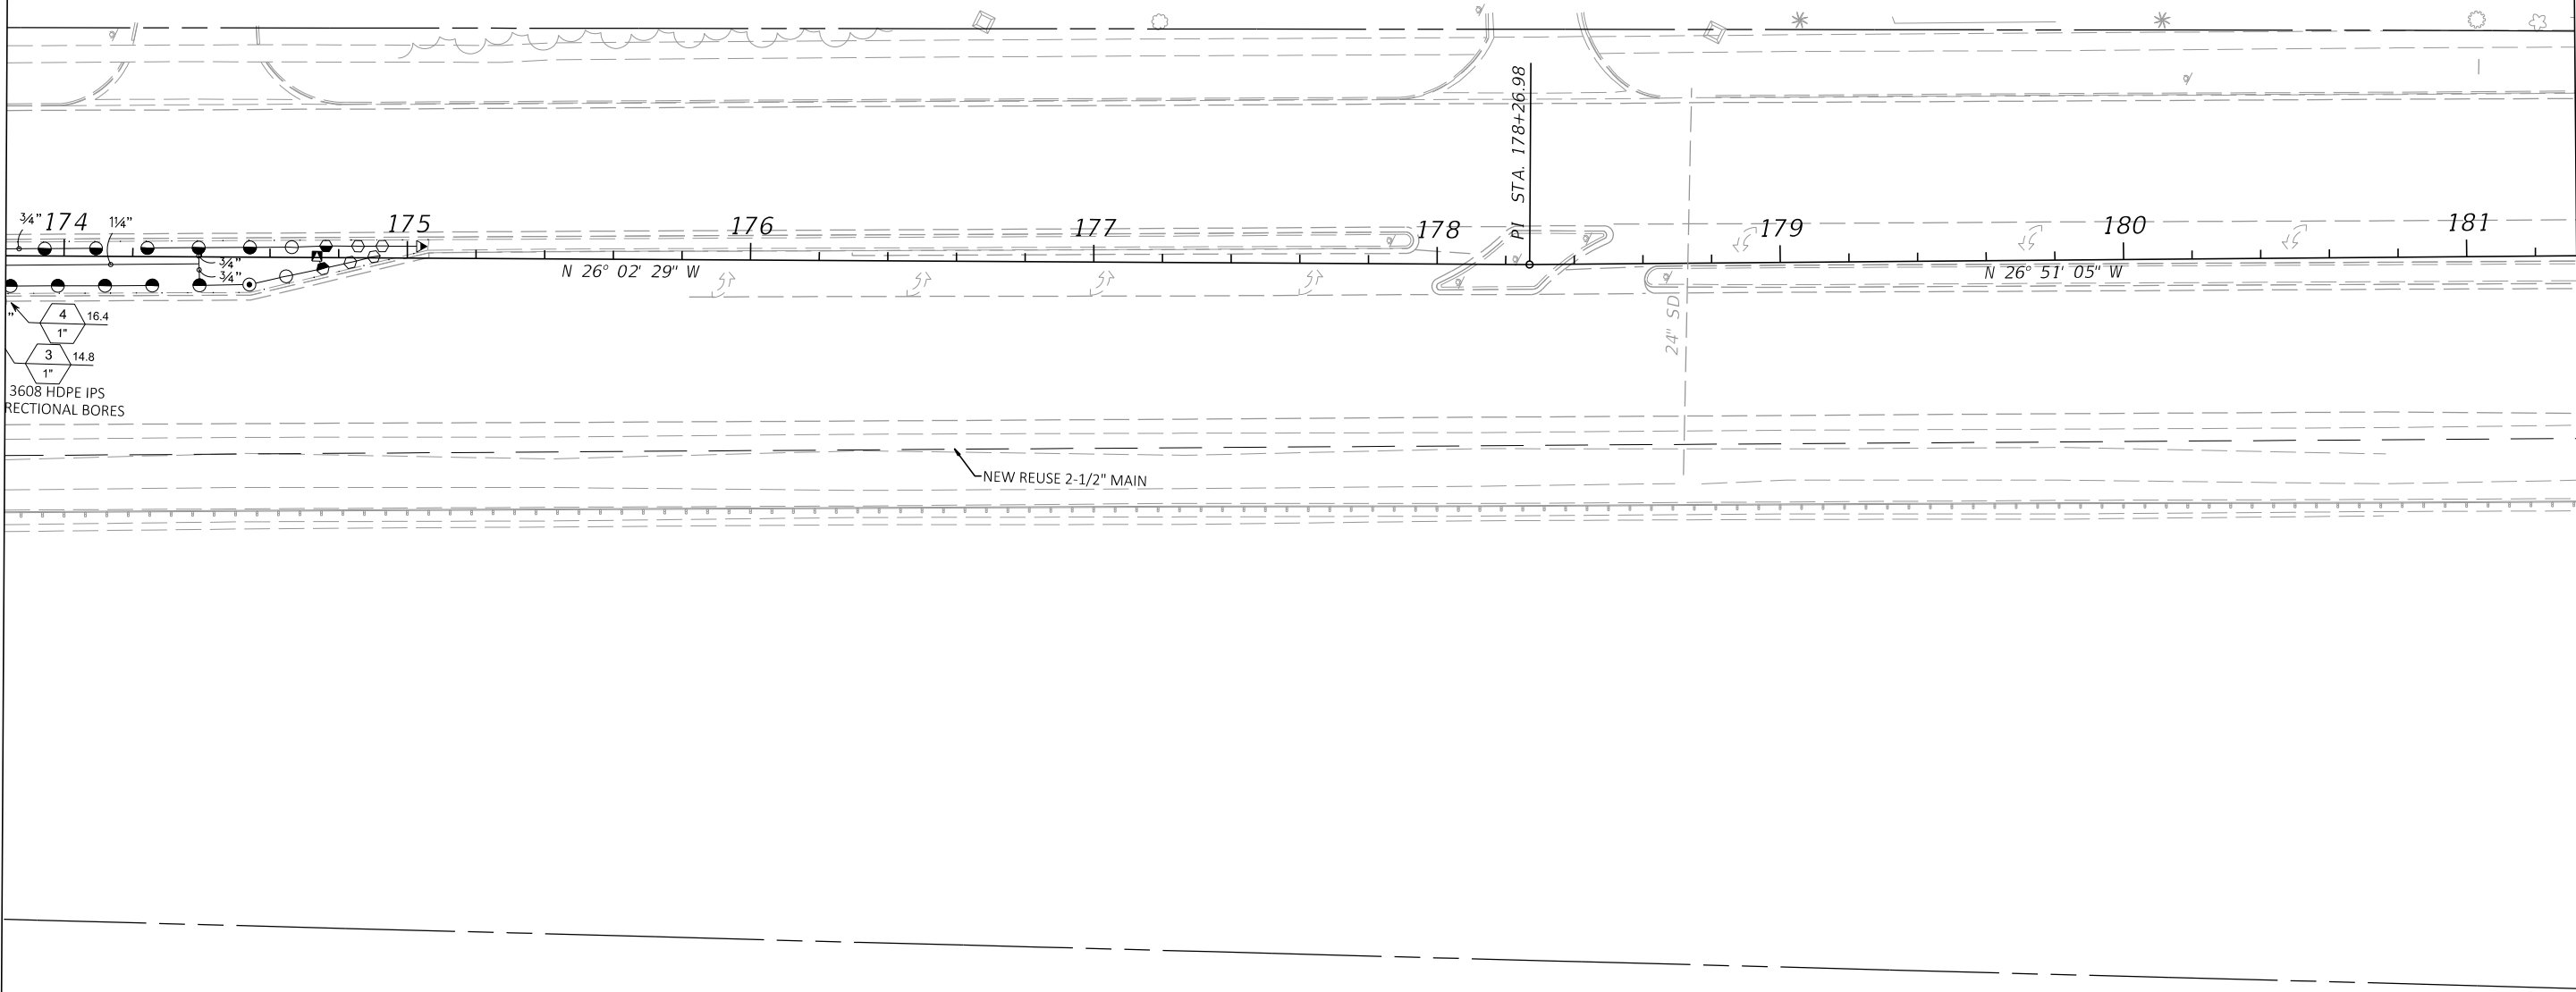 PI STA. 178+26.98
¾" 174 1¼" 175 176 177 178 179 180 181
¾"
¾"
N 26° 02' 29" W
N 26° 51' 05" W
24" SD
"
4 16.4
1"
3 14.8
1"
3608 HDPE IPS
RECTIONAL BORES
NEW REUSE 2-1/2" MAIN